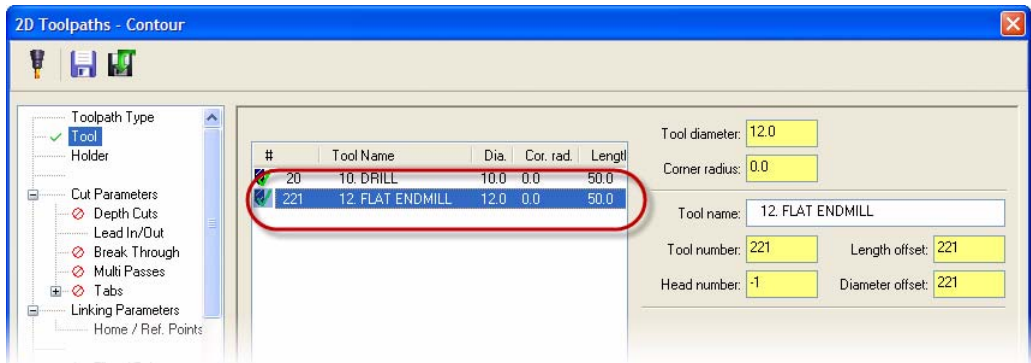 2D Toolpaths - Contour
Toolpath Type
Tool
Holder
Cut Parameters
Depth Cuts
Lead In/Out
Break Through
Multi Passes
Tabs
Linking Parameters
Home / Ref. Points
# Tool Name Dia. Cor. rad. Length
20 10. DRILL 10.0 0.0 50.0
221 12. FLAT ENDMILL 12.0 0.0 50.0
Tool diameter: 12.0
Corner radius: 0.0
Tool name: 12. FLAT ENDMILL
Tool number: 221 Length offset: 221
Head number: -1 Diameter offset: 221